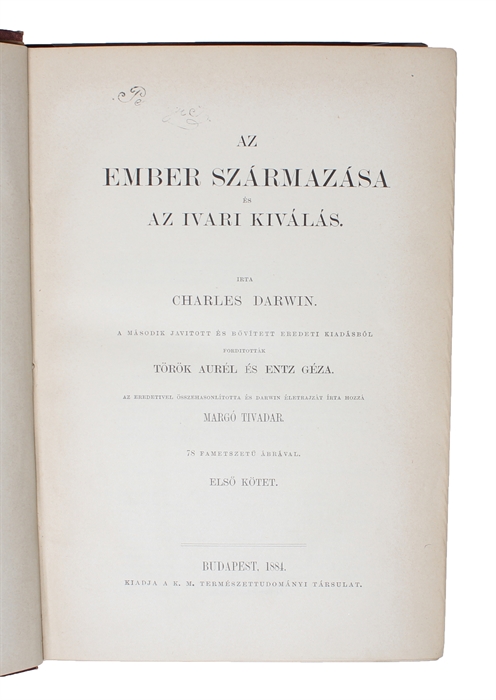 AZ
EMBER SZÁRMAZÁSA
ÉS
AZ IVARI KIVÁLÁS.
IRTA
CHARLES DARWIN.
A MÁSODIK JAVITOTT ÉS BŐVÍTETT EREDETI KIADÁSBÓL
FORDITOTTÁK
TÖRÖK AURÉL ÉS ENTZ GÉZA.
AZ EREDETIVEL ÖSSZEHASONLÍTOTTA ÉS DARWIN ÉLETRAJZÁT ÍRTA HOZZÁ
MARGÓ TIVADAR.
78 FAMETSZETŰ ÁBRÁVAL.
ELSŐ KÖTET.
BUDAPEST, 1884.
KIADJA A K. M. TERMÉSZETTUDOMÁNYI TÁRSULAT.